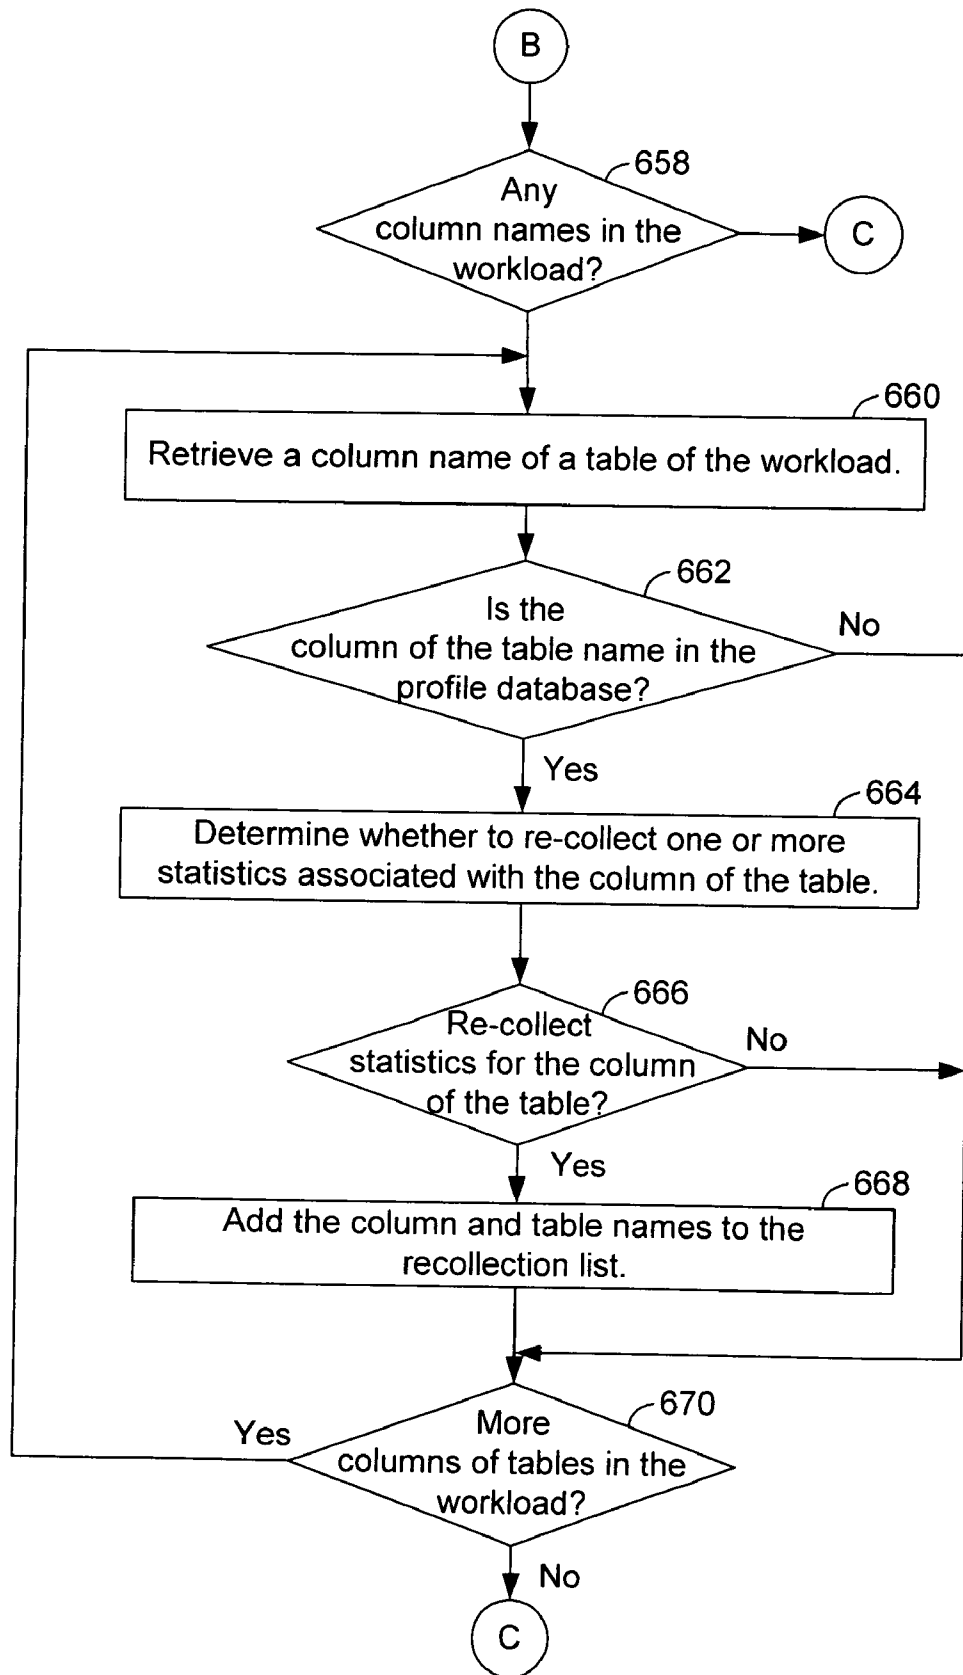 B
658
Any
column names in the
workload?
C
660
Retrieve a column name of a table of the workload.
662
Is the
column of the table name in the
profile database?
No
Yes
664
Determine whether to re-collect one or more
statistics associated with the column of the table.
666
Re-collect
statistics for the column
of the table?
No
Yes
668
Add the column and table names to the
recollection list.
670
More
columns of tables in the
workload?
Yes
No
C